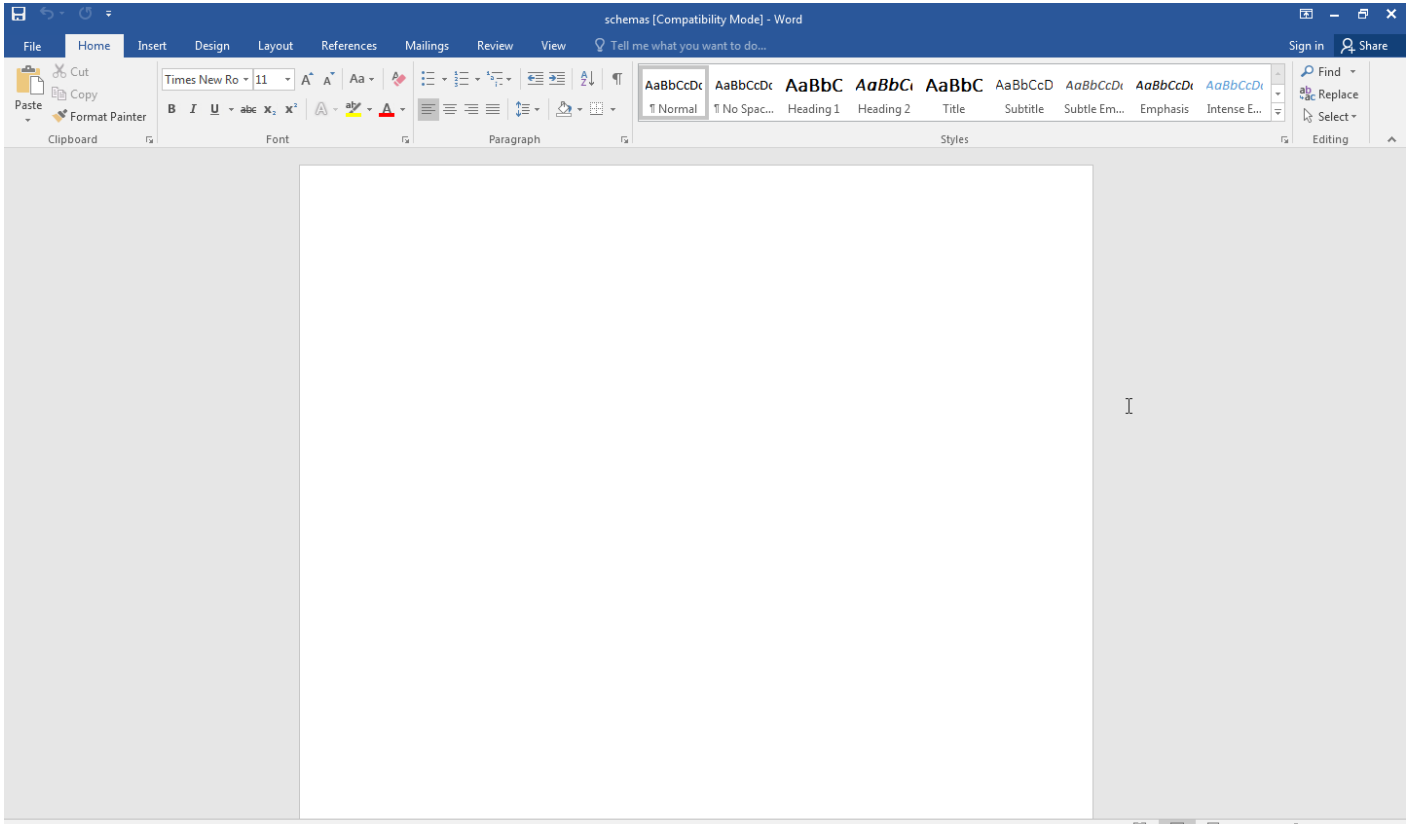 schemas [Compatibility Mode] - Word
File Home Insert Design Layout References Mailings Review View Tell me what you want to do... Sign in Share
Paste
Cut
Copy
Format Painter
Clipboard
Times New Ro 11 A A Aa
B I U abc X₂ X² A aby A
Font
Paragraph
AaBbCcDc AaBbCcDc AaBbC AaBbCc AaBbC AaBbCcD AaBbCcDc AaBbCcDc AaBbCcDc
¶ Normal ¶ No Spac... Heading 1 Heading 2 Title Subtitle Subtle Em... Emphasis Intense E...
Styles
Find
Replace
Select
Editing